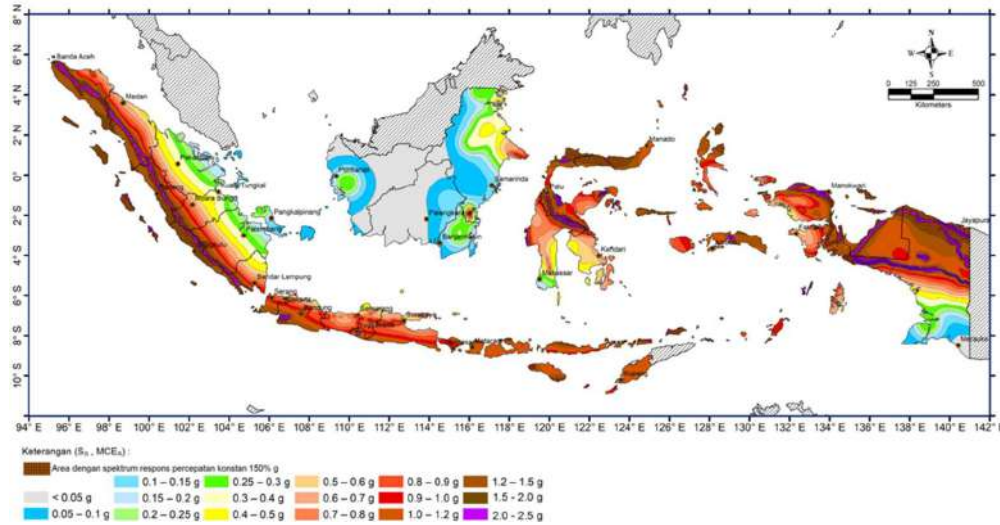 8° N
6° N
4° N
2° N
0°
2° S
4° S
6° S
8° S
10° S
N
W E
S
0 125 250 500
Kilometers
Banda Aceh
Medan
Manado
Pontianak
Samarinda
Palu
Manokwari
Kuala Tungkal
Muara Bungo
Pangkalpinang
Palembang
Jayapura
Kendari
Makassar
Bandar Lampung
Serang
Semarang
Merauke
94° E 96° E 98° E 100° E 102° E 104° E 106° E 108° E 110° E 112° E 114° E 116° E 118° E 120° E 122° E 124° E 126° E 128° E 130° E 132° E 134° E 136° E 138° E 140° E 142° E
Keterangan (S , MCE ) :
Area dengan spektrum respons percepatan konstan 150% g
< 0.05 g
0.05 – 0.1 g
0.1 – 0.15 g
0.15 – 0.2 g
0.2 – 0.25 g
0.25 – 0.3 g
0.3 – 0.4 g
0.4 – 0.5 g
0.5 – 0.6 g
0.6 – 0.7 g
0.7 – 0.8 g
0.8 – 0.9 g
0.9 – 1.0 g
1.0 – 1.2 g
1.2 – 1.5 g
1.5 - 2.0 g
2.0 - 2.5 g